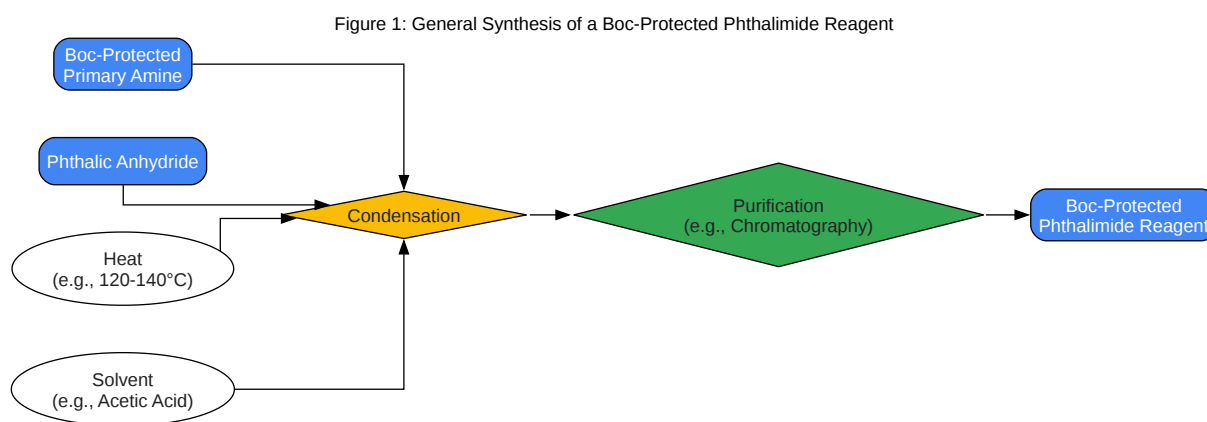 Figure 1: General Synthesis of a Boc-Protected Phthalimide Reagent
Boc-Protected
Primary Amine
Phthalic Anhydride
Heat
(e.g., 120-140°C)
Solvent
(e.g., Acetic Acid)
Condensation
Purification
(e.g., Chromatography)
Boc-Protected
Phthalimide Reagent